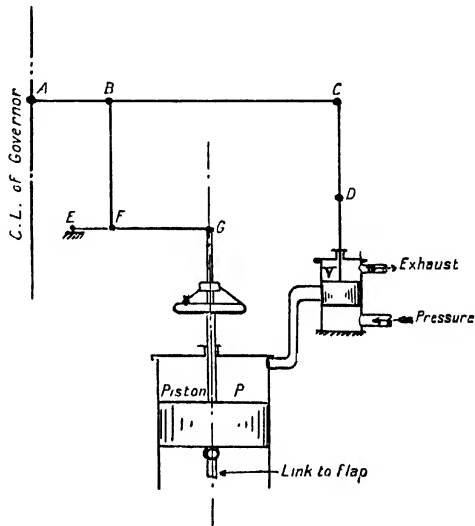 A
B
C
C.L. of Governor
D
E
F
G
V
Exhaust
Pressure
Piston P
Link to flap